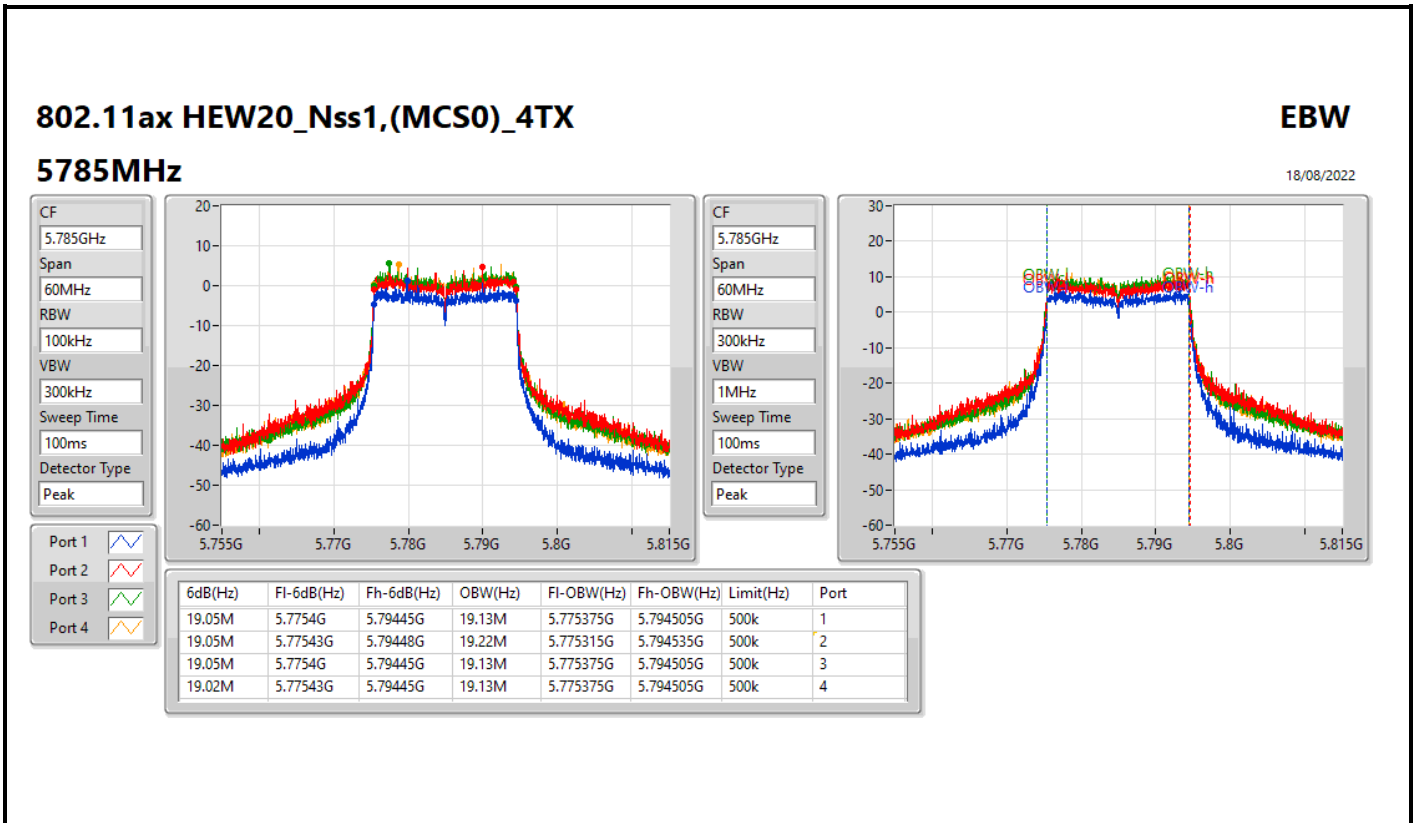 802.11ax HEW20_Nss1,(MCS0)_4TX EBW
5785MHz 18/08/2022
CF
5.785GHz
Span
60MHz
RBW
100kHz
VBW
300kHz
Sweep Time
100ms
Detector Type
Peak
20
10
0
-10
-20
-30
-40
-50
-60
5.755G 5.77G 5.78G 5.79G 5.8G 5.815G
CF
5.785GHz
Span
60MHz
RBW
300kHz
VBW
1MHz
Sweep Time
100ms
Detector Type
Peak
30
20
10
0
-10
-20
-30
-40
-50
-60
OBW-h
OBW-h
5.755G 5.77G 5.78G 5.79G 5.8G 5.815G
Port 1
Port 2
Port 3
Port 4
6dB(Hz) Fl-6dB(Hz) Fh-6dB(Hz) OBW(Hz) Fl-OBW(Hz) Fh-OBW(Hz) Limit(Hz) Port
19.05M 5.7754G 5.79445G 19.13M 5.775375G 5.794505G 500k 1
19.05M 5.77543G 5.79448G 19.22M 5.775315G 5.794535G 500k 2
19.05M 5.7754G 5.79445G 19.13M 5.775375G 5.794505G 500k 3
19.02M 5.77543G 5.79445G 19.13M 5.775375G 5.794505G 500k 4